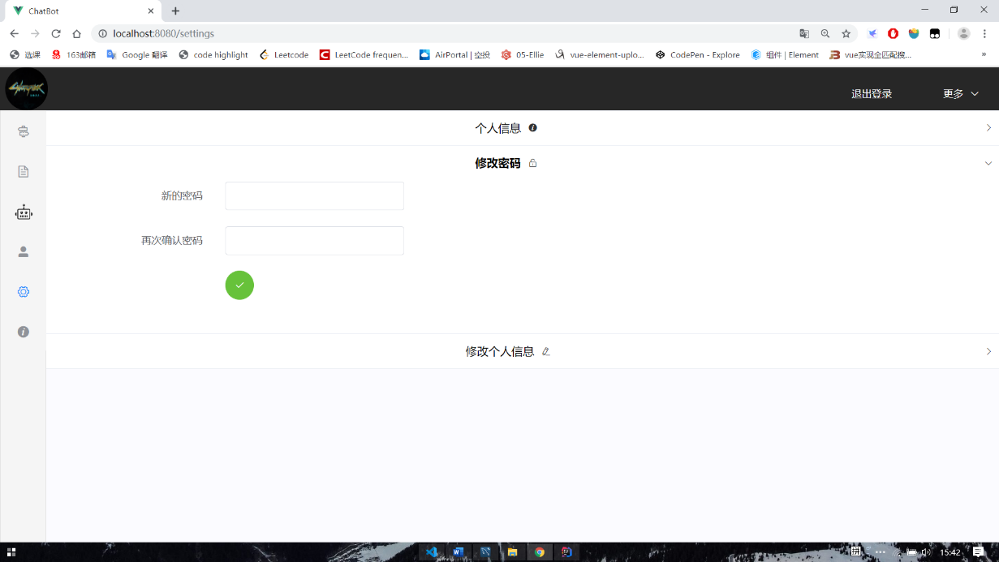 ChatBot
localhost:8080/settings
选课
163邮箱
Google 翻译
code highlight
Leetcode
LeetCode frequen...
AirPortal | 空投
05-Ellie
vue-element-uplo...
CodePen - Explore
组件 | Element
vue实现全匹配搜...
»
退出登录
更多
个人信息
修改密码
新的密码
再次确认密码
修改个人信息
拼
15:42